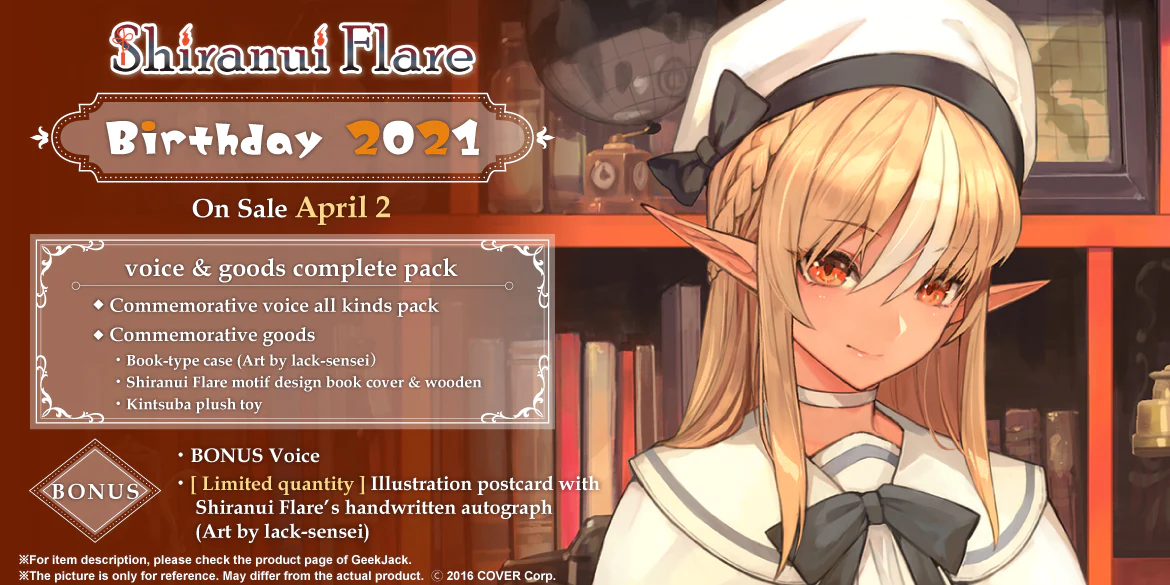 Shiranui Flare
Birthday 2021
On Sale April 2
voice & goods complete pack
◆ Commemorative voice all kinds pack
◆ Commemorative goods
・Book-type case (Art by lack-sensei)
・Shiranui Flare motif design book cover & wooden
・Kintsuba plush toy
BONUS
・BONUS Voice
・[ Limited quantity ] Illustration postcard with
Shiranui Flare's handwritten autograph
(Art by lack-sensei)
※For item description, please check the product page of GeekJack.
※The picture is only for reference. May differ from the actual product. Ⓒ 2016 COVER Corp.